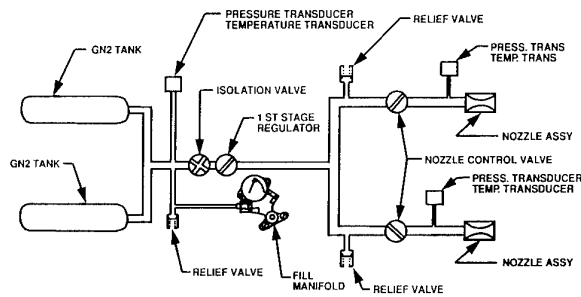 PRESSURE TRANSDUCER
TEMPERATURE TRANSDUCER
RELIEF VALVE
GN2 TANK
PRESS. TRANS
TEMP. TRANS
ISOLATION VALVE
1 ST STAGE
REGULATOR
NOZZLE ASSY
GN2 TANK
NOZZLE CONTROL VALVE
PRESS. TRANSDUCER
TEMP. TRANSDUCER
RELIEF VALVE
FILL
MANIFOLD
NOZZLE ASSY
RELIEF VALVE